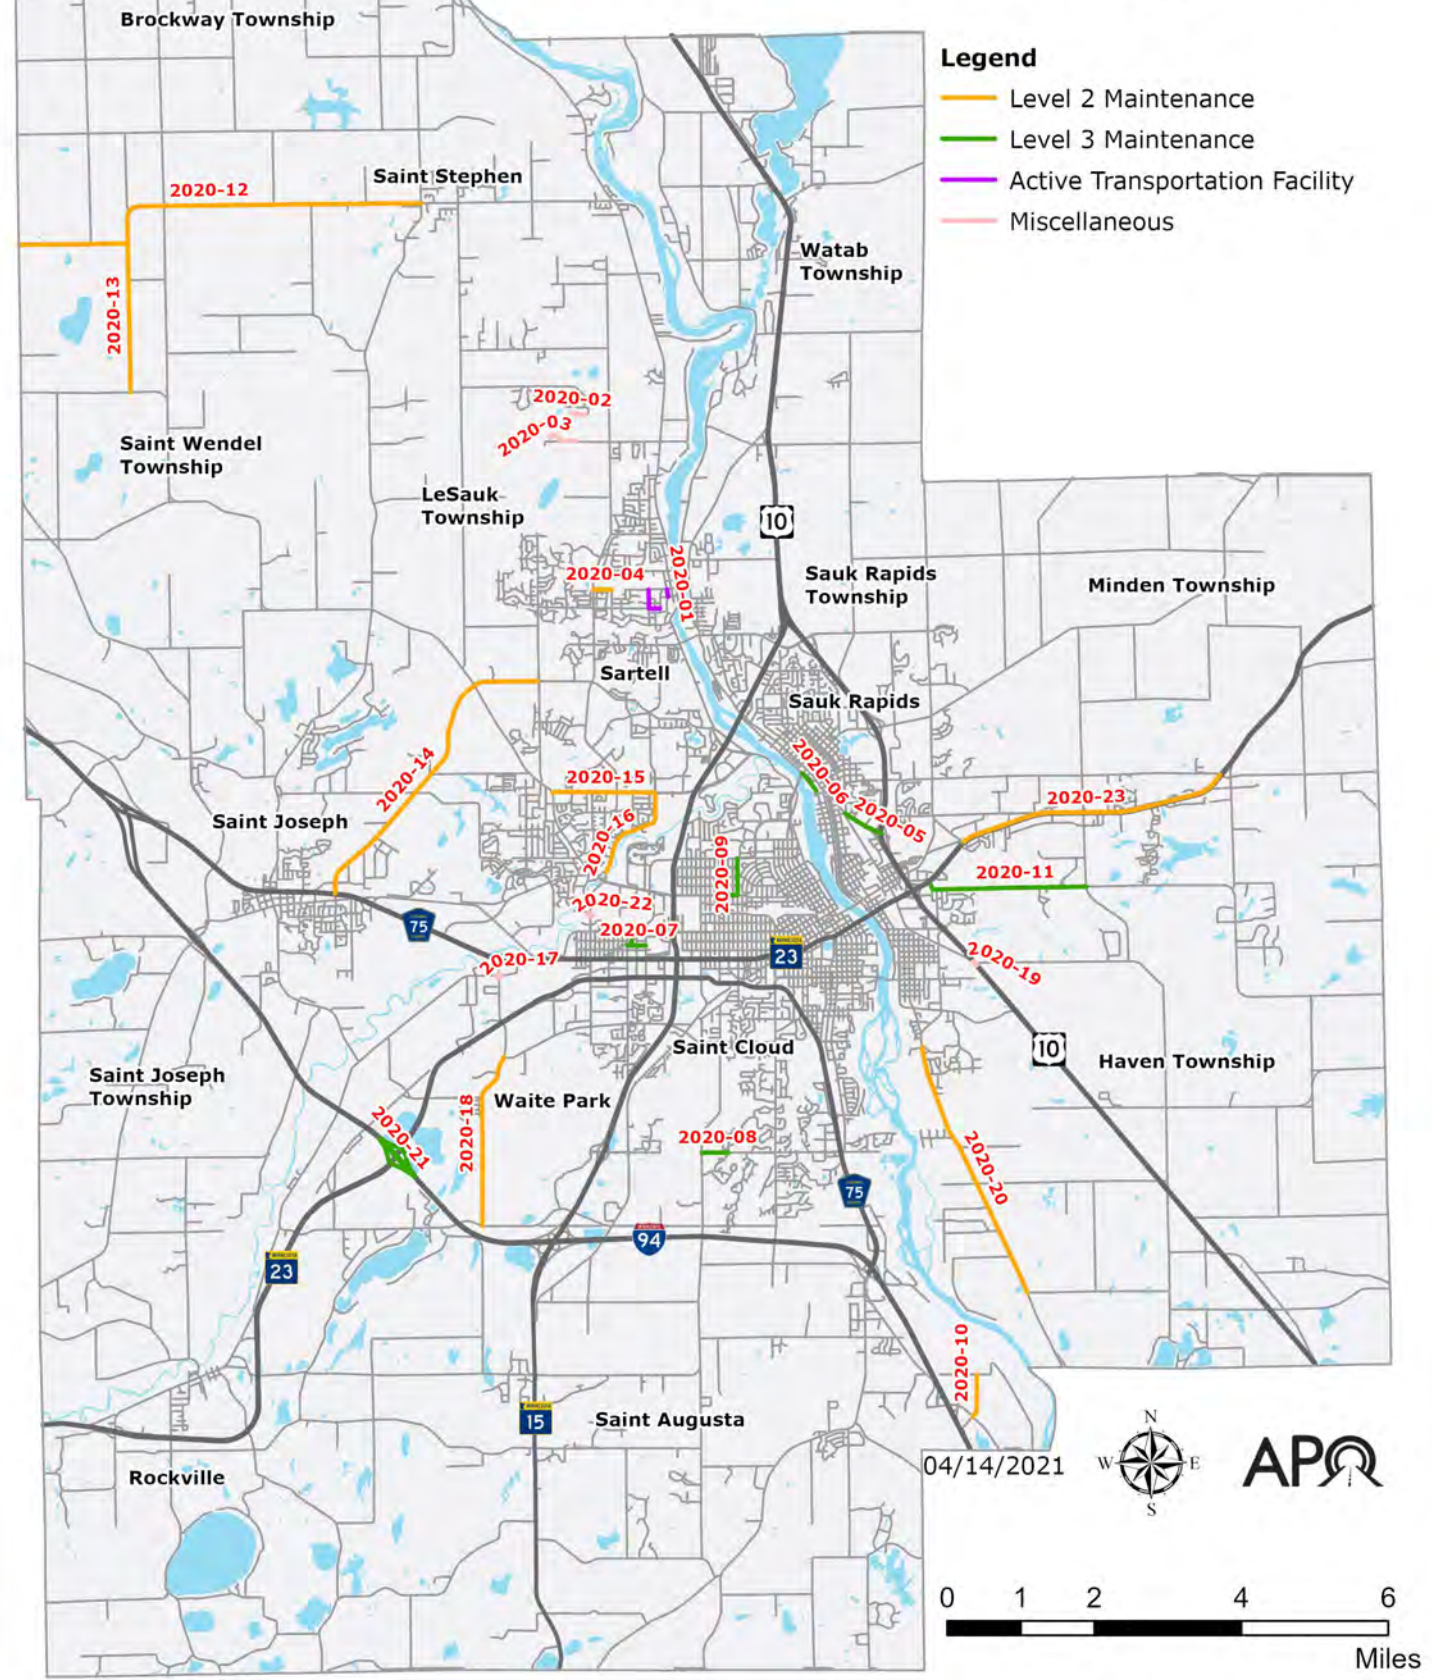 Brockway Township
Legend
Level 2 Maintenance
Level 3 Maintenance
Active Transportation Facility
Miscellaneous
Saint Stephen
2020-12
Watab
Township
2020-13
2020-02
2020-03
Saint Wendel
Township
LeSauk
Township
10
2020-04
2020-01
Sauk Rapids
Township
Minden Township
Sartell
Sauk Rapids
2020-14
2020-15
2020-16
2020-06
2020-05
2020-23
Saint Joseph
2020-09
2020-11
2020-22
2020-07
75
2020-17
23
2020-19
Saint Cloud
10
Haven Township
Saint Joseph
Township
Waite Park
2020-18
2020-21
2020-08
2020-20
75
94
23
2020-10
15
Saint Augusta
Rockville
04/14/2021
N
W
E
S
APO
0 1 2 4 6
Miles